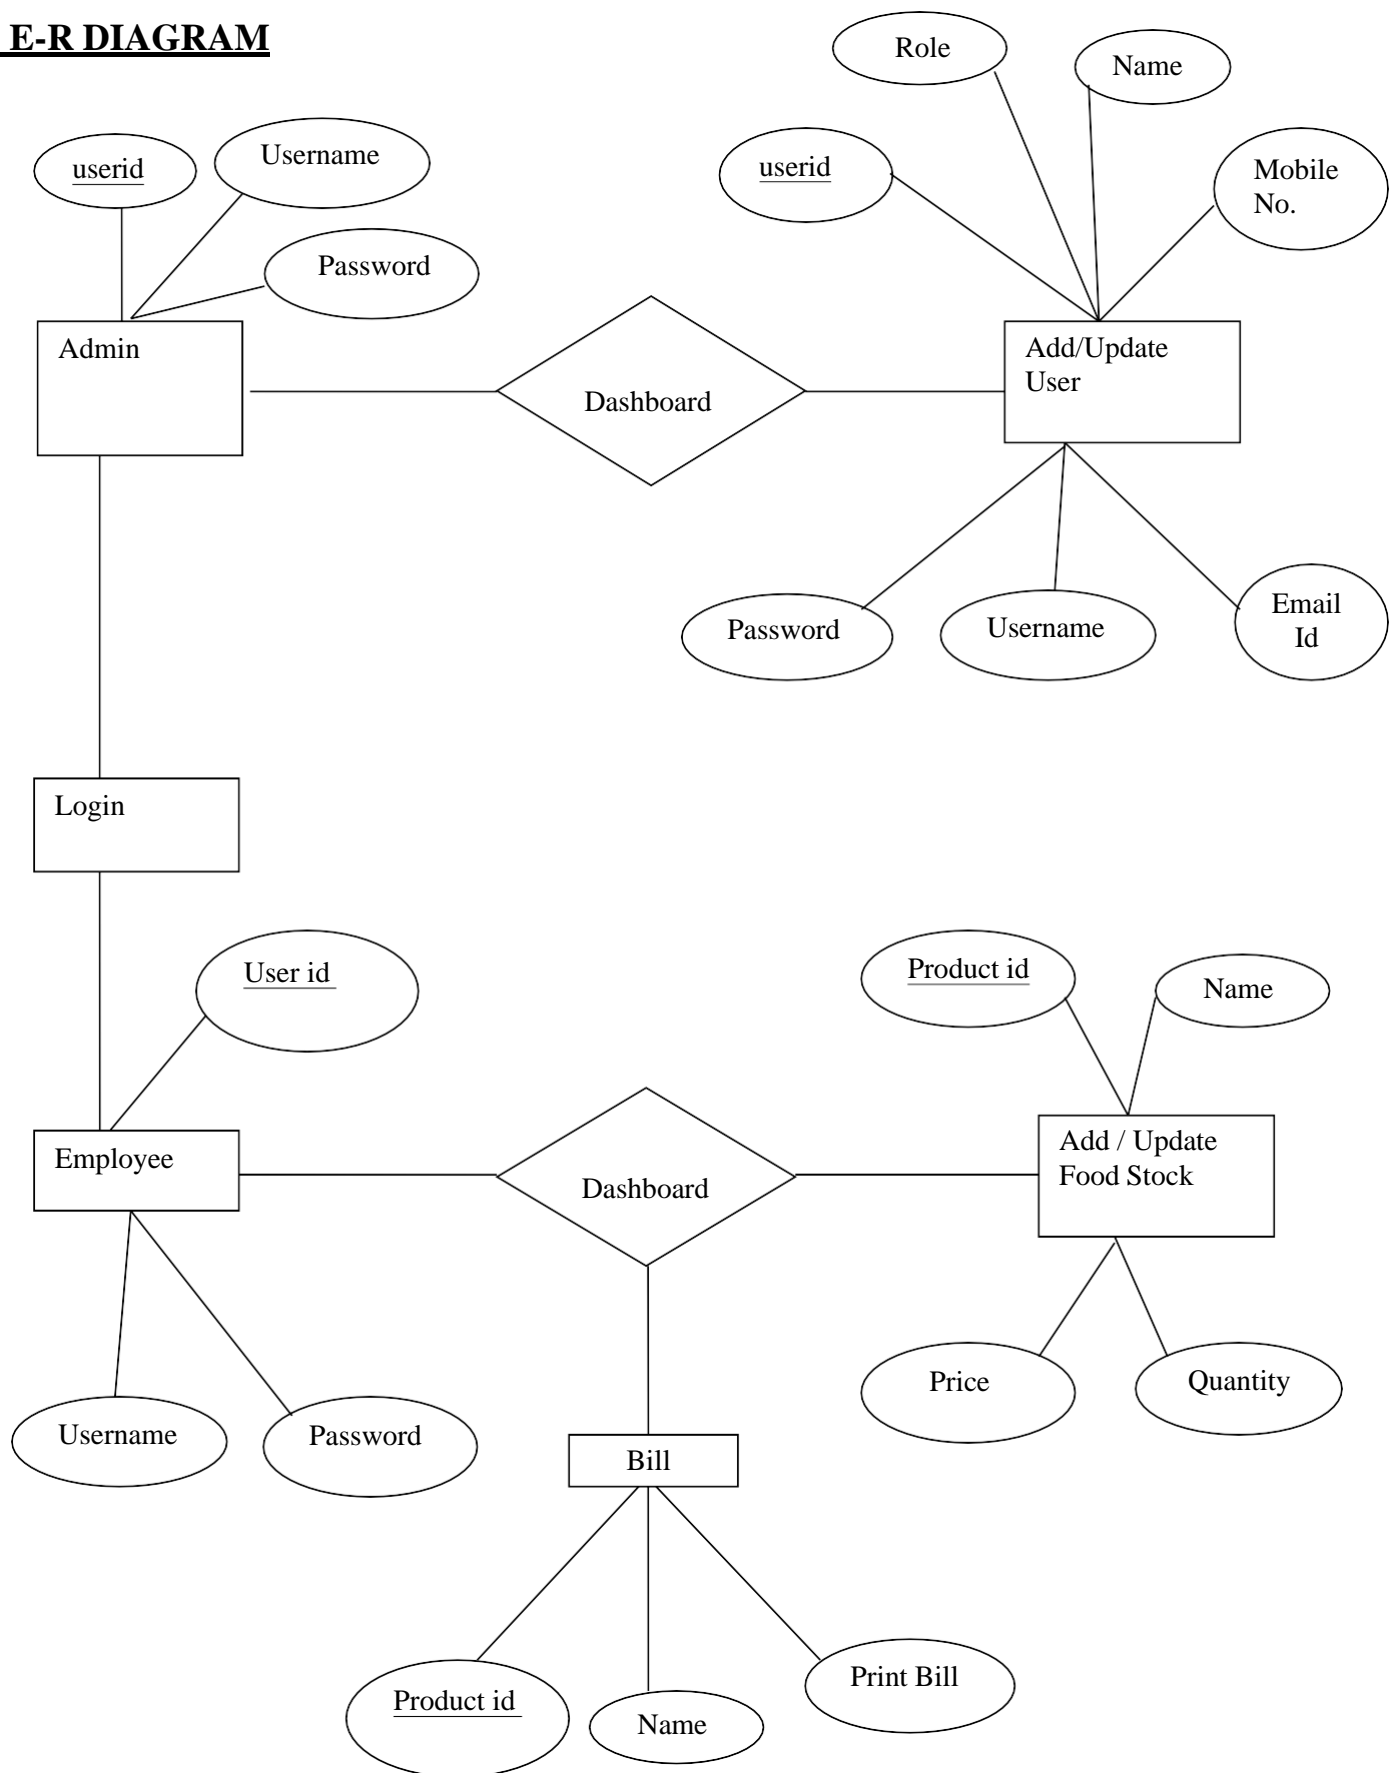 E-R DIAGRAM
Role
Name
userid
Username
userid
Mobile
No.
Password
Admin
Dashboard
Add/Update
User
Password
Username
Email
Id
Login
User id
Product id
Name
Employee
Dashboard
Add / Update
Food Stock
Username
Password
Price
Quantity
Bill
Product id
Name
Print Bill